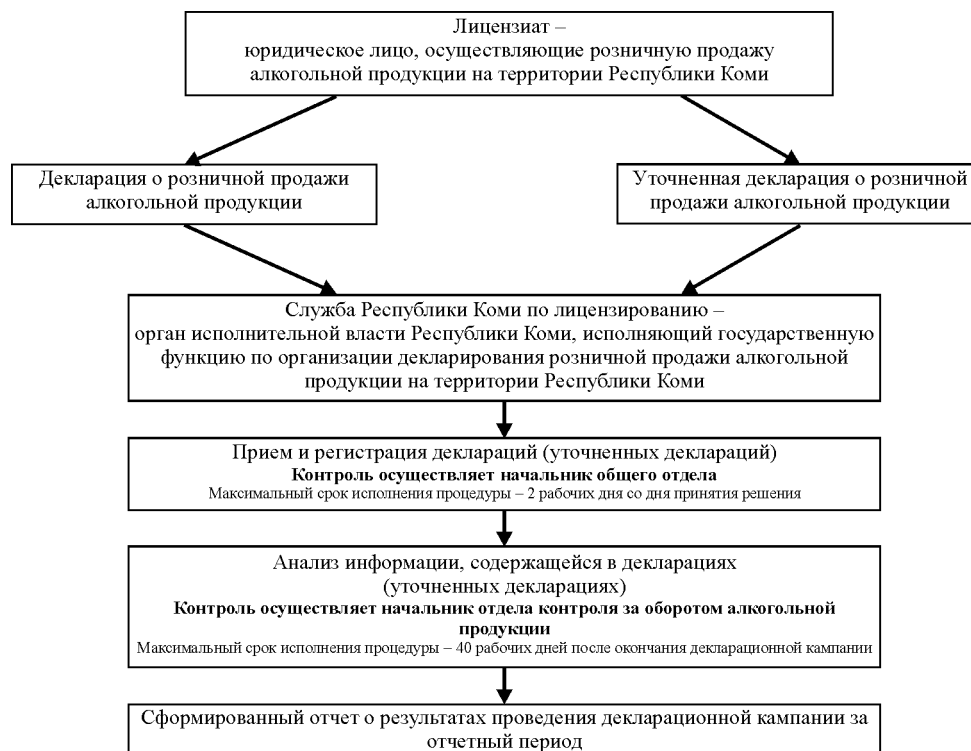 Лицензиат –
юридическое лицо, осуществляющие розничную продажу
алкогольной продукции на территории Республики Коми
Декларация о розничной продажи
алкогольной продукции
Уточненная декларация о розничной
продажи алкогольной продукции
Служба Республики Коми по лицензированию –
орган исполнительной власти Республики Коми, исполняющий государственную
функцию по организации декларирования розничной продажи алкогольной
продукции на территории Республики Коми
Прием и регистрация деклараций (уточненных деклараций)
Контроль осуществляет начальник общего отдела
Максимальный срок исполнения процедуры – 2 рабочих дня со дня принятия решения
Анализ информации, содержащейся в декларациях
(уточненных декларациях)
Контроль осуществляет начальник отдела контроля за оборотом алкогольной
продукции
Максимальный срок исполнения процедуры – 40 рабочих дней после окончания декларационной кампании
Сформированный отчет о результатах проведения декларационной кампании за
отчетный период